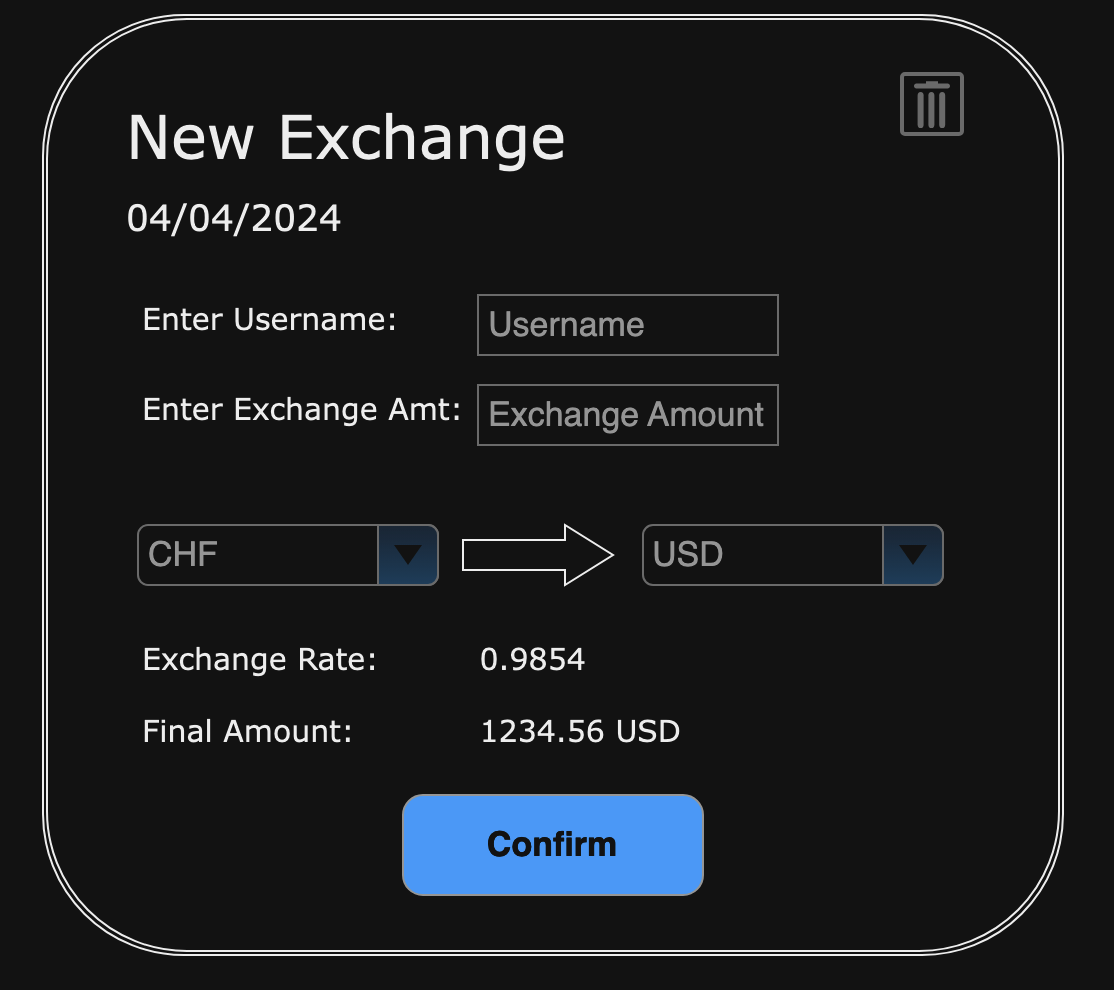 New Exchange
04/04/2024
Enter Username: Username
Enter Exchange Amt: Exchange Amount
CHF USD
Exchange Rate: 0.9854
Final Amount: 1234.56 USD
Confirm